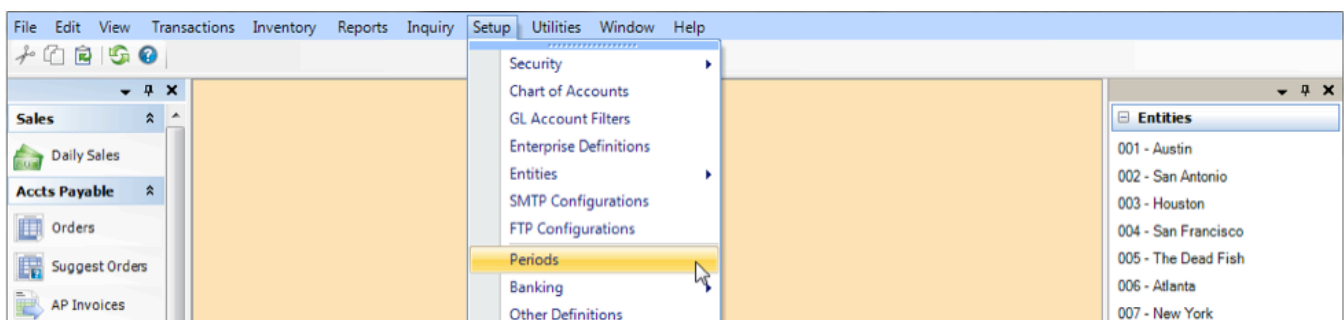 File Edit View Transactions Inventory Reports Inquiry Setup Utilities Window Help
Sales
Daily Sales
Accts Payable
Orders
Suggest Orders
AP Invoices
Security
Chart of Accounts
GL Account Filters
Enterprise Definitions
Entities
SMTP Configurations
FTP Configurations
Periods
Banking
Other Definitions
Entities
001 - Austin
002 - San Antonio
003 - Houston
004 - San Francisco
005 - The Dead Fish
006 - Atlanta
007 - New York